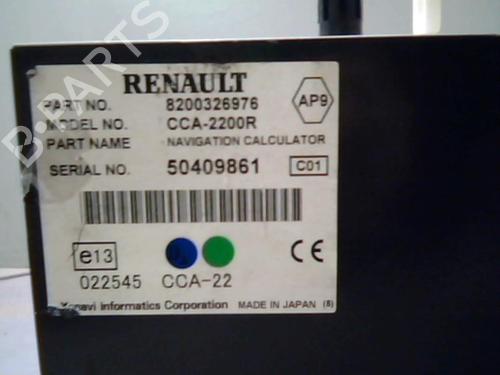 RENAULT
AP9
PART NO. 8200326976
MODEL NO. CCA-2200R
PART NAME NAVIGATION CALCULATOR
SERIAL NO. 50409861 C01
e13
CE
022545 CCA-22
Informatics Corporation MADE IN JAPAN (8)
B-PARTS